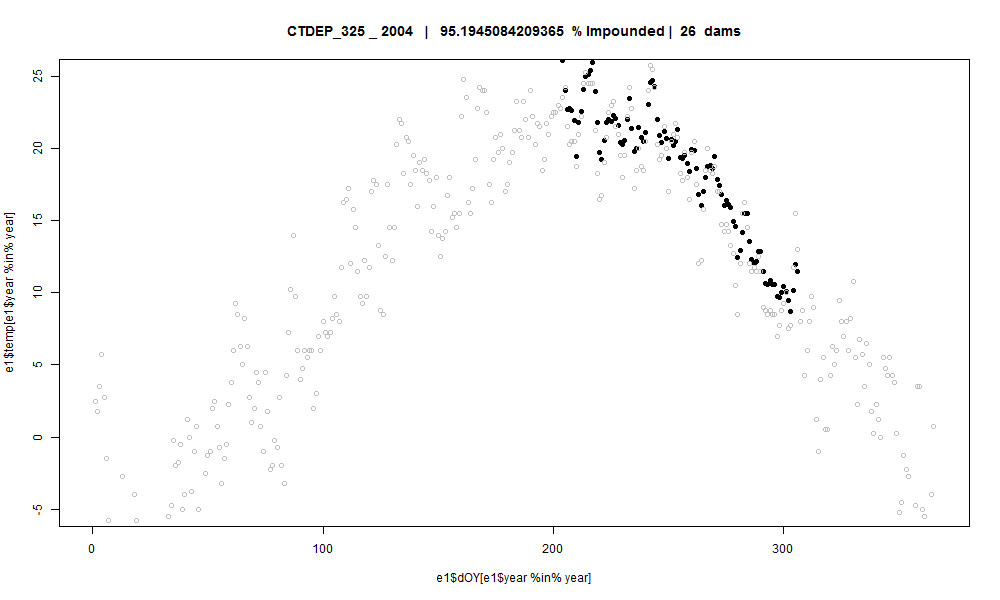 CTDEP_325 _ 2004 | 95.1945084209365 % Impounded | 26 dams
e1$temp[e1$year %in% year]
25
20
15
10
5
0
-5
0 100 200 300
e1$dOY[e1$year %in% year]